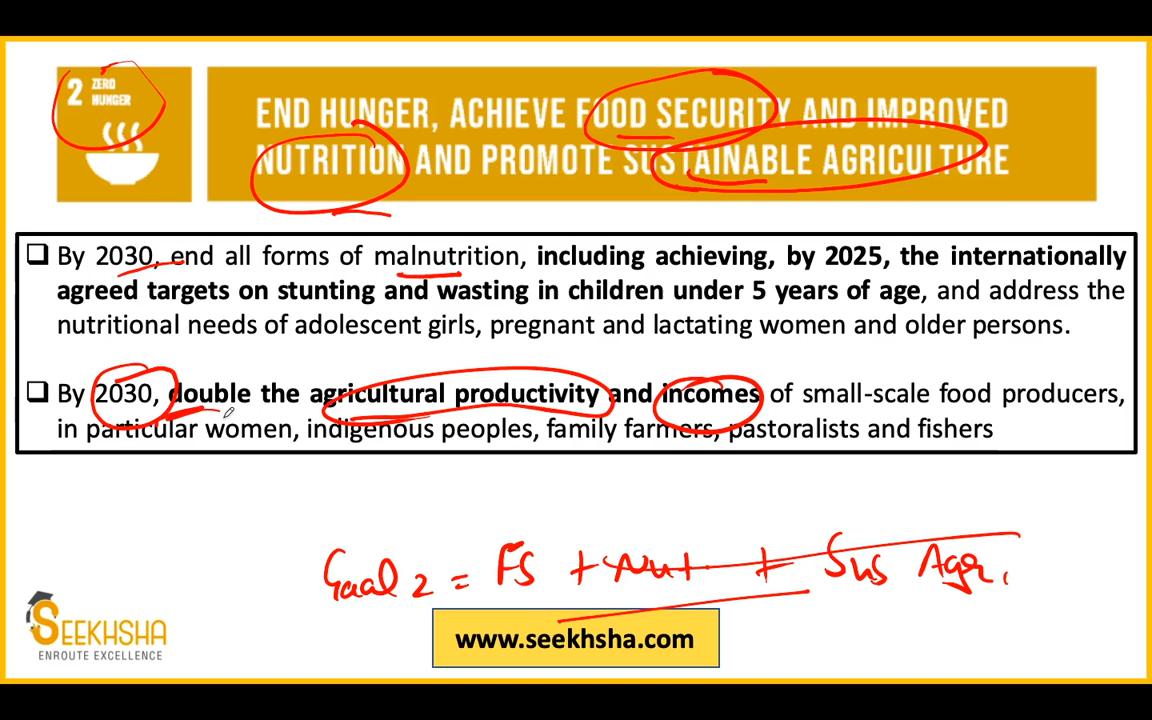 2 ZERO
HUNGER
END HUNGER, ACHIEVE FOOD SECURITY AND IMPROVED
NUTRITION AND PROMOTE SUSTAINABLE AGRICULTURE
❑ By 2030, end all forms of malnutrition, including achieving, by 2025, the internationally
agreed targets on stunting and wasting in children under 5 years of age, and address the
nutritional needs of adolescent girls, pregnant and lactating women and older persons.
❑ By 2030, double the agricultural productivity and incomes of small-scale food producers,
in particular women, indigenous peoples, family farmers, pastoralists and fishers
Goal 2 = FS + Nut + Sus Agr.
SEEKHSHA
ENROUTE EXCELLENCE
www.seekhsha.com